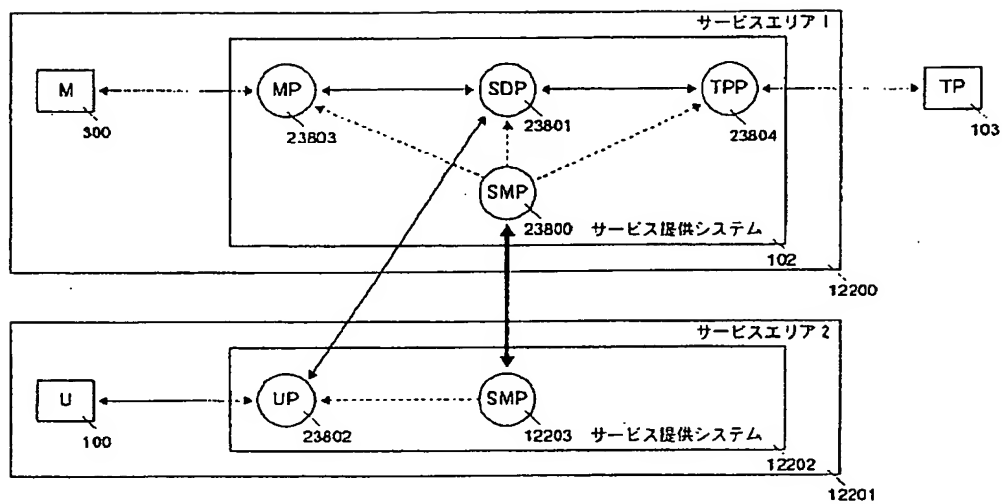 サービスエリア 1
M
300
MP
23803
SDP
23801
TPP
23804
TP
103
SMP
23800
サービス提供システム
102
12200
サービスエリア 2
U
100
UP
23802
SMP
12203
サービス提供システム
12202
12201